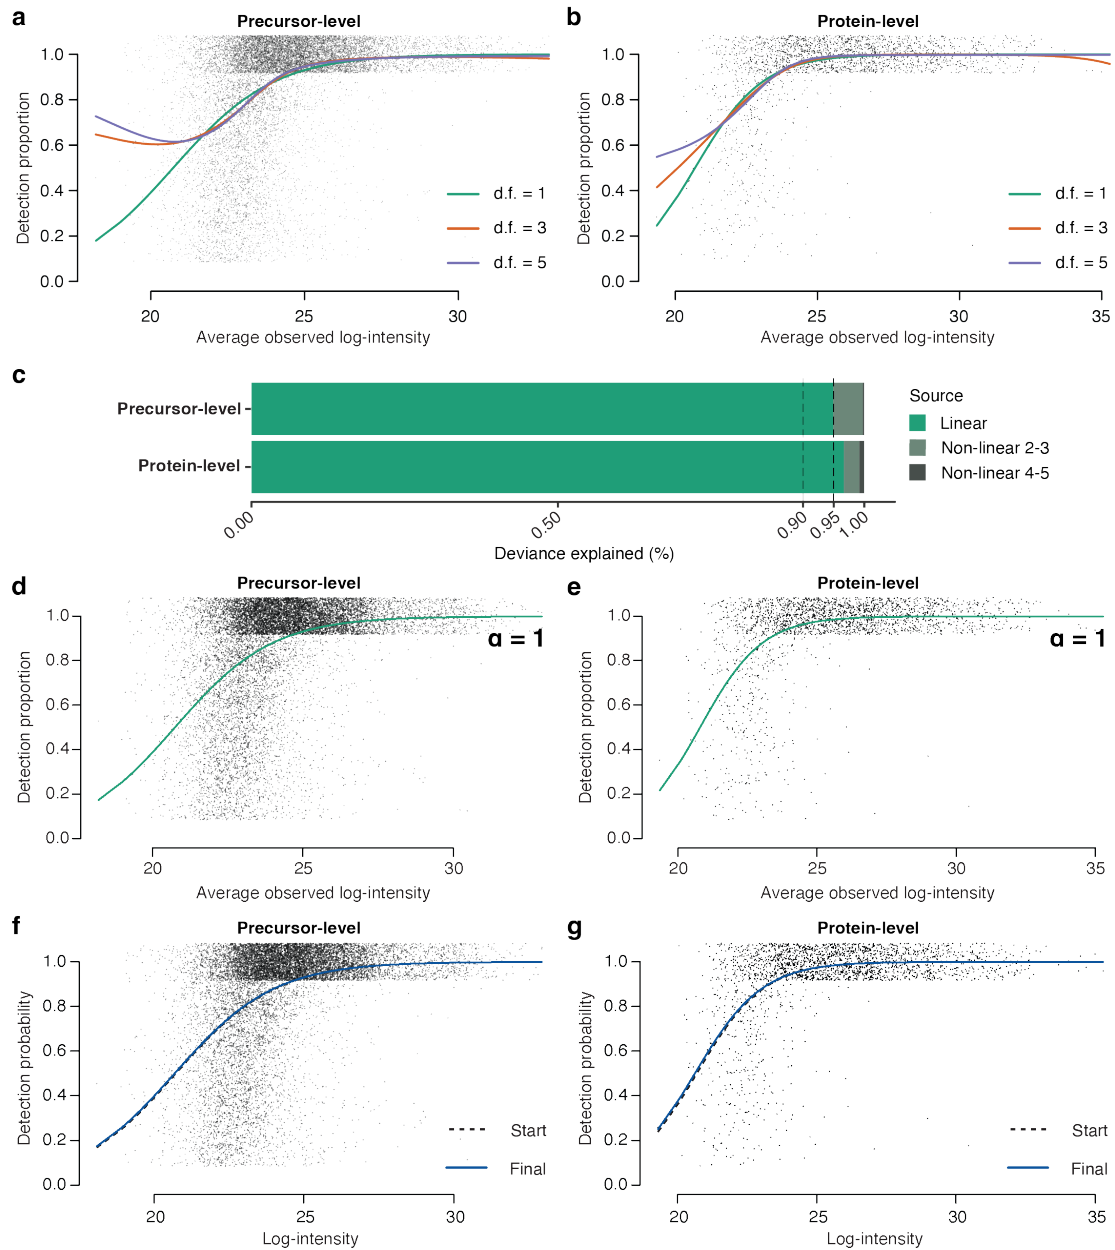 a
Precursor-level
Detection proportion
1.0
0.8
0.6
0.4
0.2
0.0
d.f. = 1
d.f. = 3
d.f. = 5
20
25
30
Average observed log-intensity
b
Protein-level
Detection proportion
1.0
0.8
0.6
0.4
0.2
0.0
d.f. = 1
d.f. = 3
d.f. = 5
20
25
30
35
Average observed log-intensity
c
Precursor-level
Protein-level
0.00
0.50
0.90
0.95
1.00
Deviance explained (%)
Source
Linear
Non-linear 2-3
Non-linear 4-5
d
Precursor-level
Detection proportion
1.0
0.8
0.6
0.4
0.2
0.0
α = 1
20
25
30
Average observed log-intensity
e
Protein-level
Detection proportion
1.0
0.8
0.6
0.4
0.2
0.0
α = 1
20
25
30
35
Average observed log-intensity
f
Precursor-level
Detection probability
1.0
0.8
0.6
0.4
0.2
0.0
Start
Final
20
25
30
Log-intensity
g
Protein-level
Detection probability
1.0
0.8
0.6
0.4
0.2
0.0
Start
Final
20
25
30
35
Log-intensity